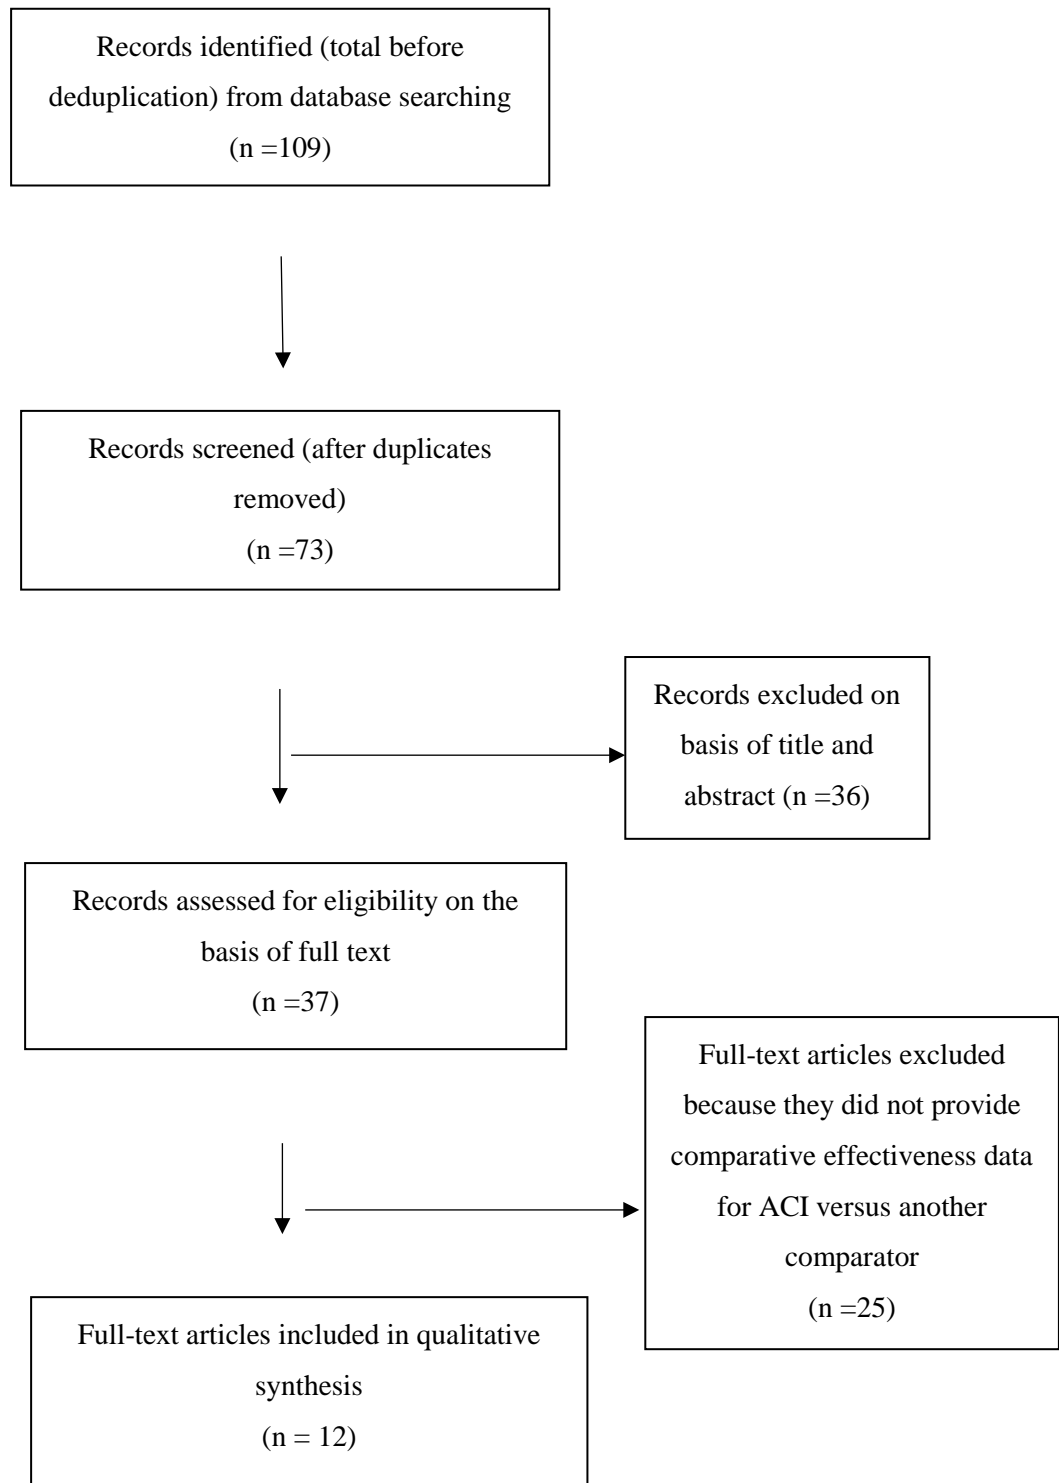 Records identified (total before
deduplication) from database searching
(n =109)
Records screened (after duplicates
removed)
(n =73)
Records excluded on
basis of title and
abstract (n =36)
Records assessed for eligibility on the
basis of full text
(n =37)
Full-text articles excluded
because they did not provide
comparative effectiveness data
for ACI versus another
comparator
(n =25)
Full-text articles included in qualitative
synthesis
(n = 12)